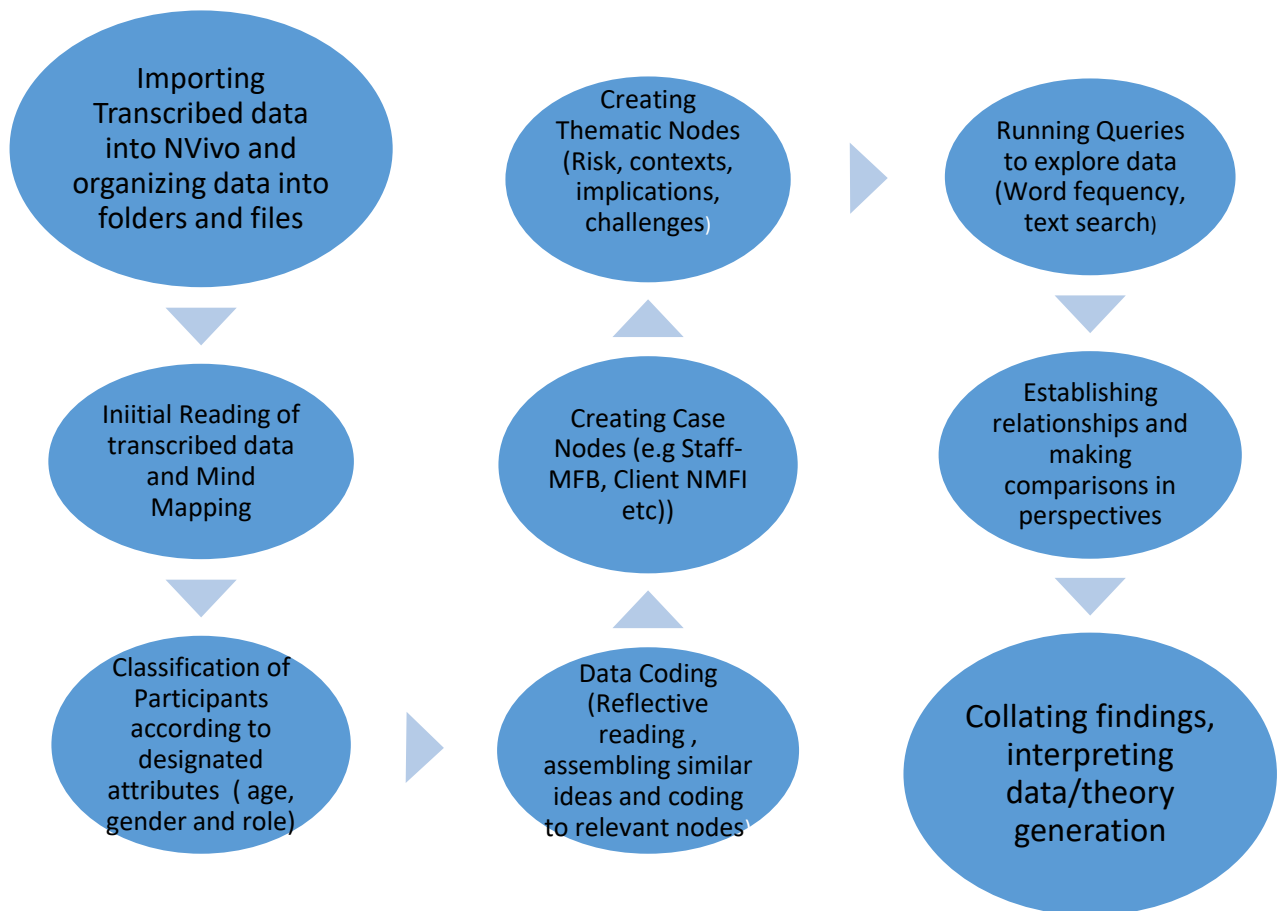 Importing
Transcribed data
into NVivo and
organizing data into
folders and files
Iniitial Reading of
transcribed data
and Mind
Mapping
Classification of
Participants
according to
designated
attributes ( age,
gender and role)
Data Coding
(Reflective
reading ,
assembling similar
ideas and coding
to relevant nodes)
Creating Case
Nodes (e.g Staff-
MFB, Client NMFI
etc))
Creating
Thematic Nodes
(Risk, contexts,
implications,
challenges)
Running Queries
to explore data
(Word fequency,
text search)
Establishing
relationships and
making
comparisons in
perspectives
Collating findings,
interpreting
data/theory
generation